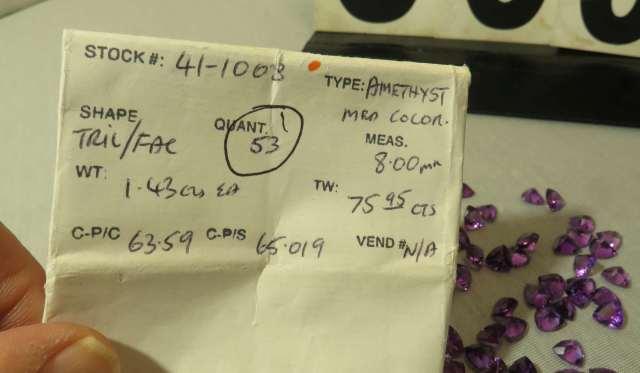 STOCK #: 41-1003
TYPE: AMETHYST
MED COLOR.
SHAPE QUANT. 1
TRIL/FAC 53
MEAS.
8.00mm
WT:
1.43cts EA
TW:
75 95 CTS
C-P/C 63.59 C-P/S 65.019 VEND # N/A